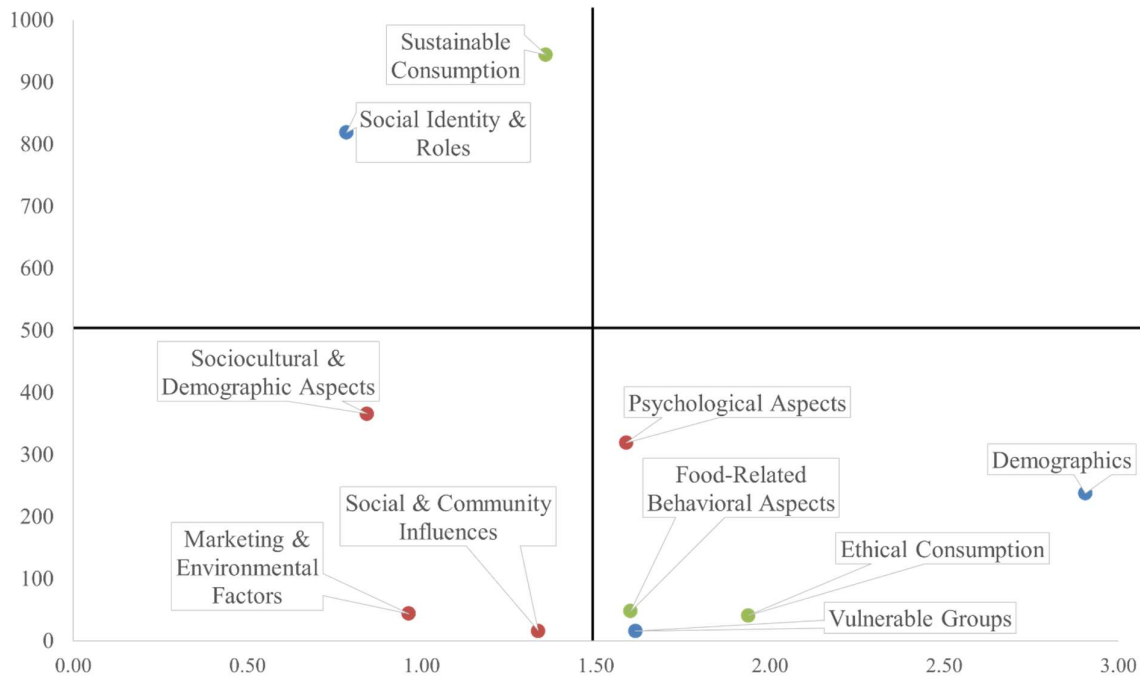 1000
900
800
700
600
500
400
300
200
100
0
Sustainable
Consumption
Social Identity &
Roles
Sociocultural &
Demographic Aspects
Psychological Aspects
Demographics
Food-Related
Behavioral Aspects
Social & Community
Influences
Marketing &
Environmental
Factors
Ethical Consumption
Vulnerable Groups
0.00
0.50
1.00
1.50
2.00
2.50
3.00